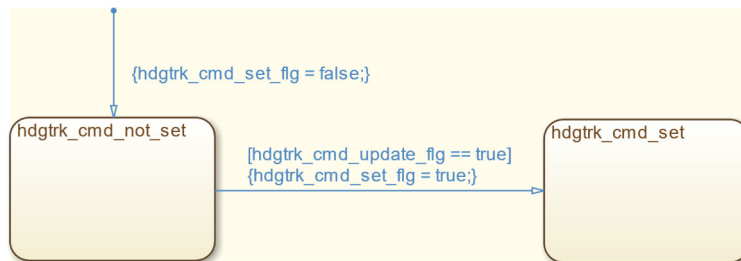 {hdgtrk_cmd_set_flg = false;}
hdgtrk_cmd_not_set
hdgtrk_cmd_set
[hdgtrk_cmd_update_flg == true]
{hdgtrk_cmd_set_flg = true;}